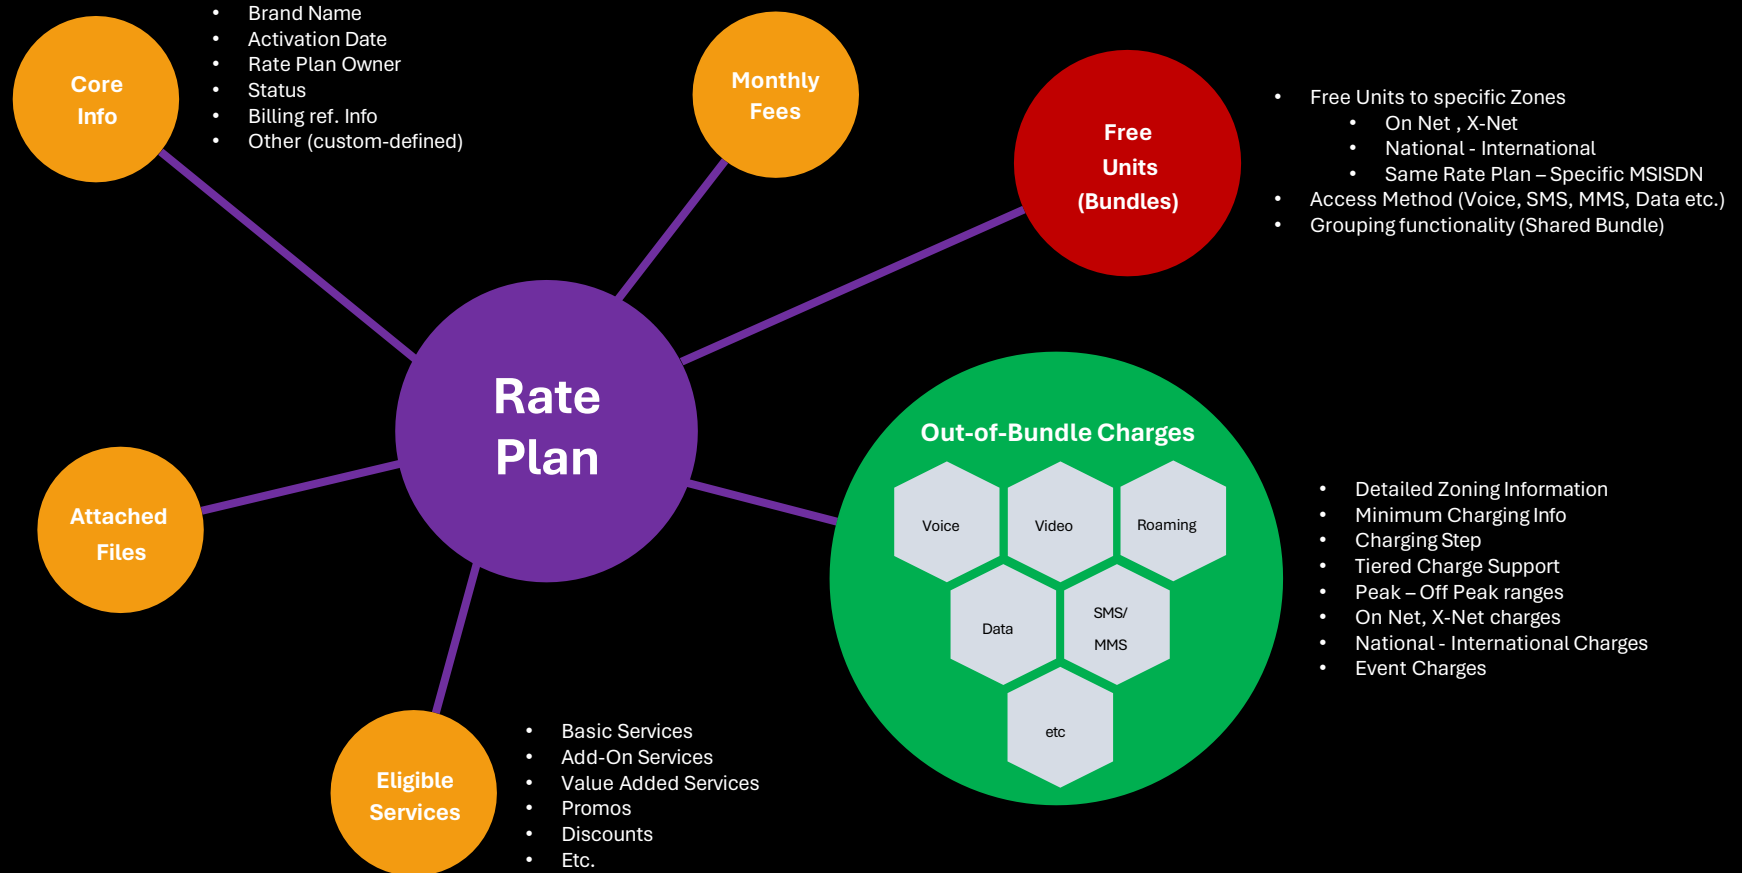 Core
Info
• Brand Name
• Activation Date
• Rate Plan Owner
• Status
• Billing ref. Info
• Other (custom-defined)
Monthly
Fees
Free
Units
(Bundles)
• Free Units to specific Zones
• On Net , X-Net
• National - International
• Same Rate Plan – Specific MSISDN
• Access Method (Voice, SMS, MMS, Data etc.)
• Grouping functionality (Shared Bundle)
Rate
Plan
Out-of-Bundle Charges
Voice
Video
Roaming
Data
SMS/
MMS
etc
• Detailed Zoning Information
• Minimum Charging Info
• Charging Step
• Tiered Charge Support
• Peak – Off Peak ranges
• On Net, X-Net charges
• National - International Charges
• Event Charges
Attached
Files
Eligible
Services
• Basic Services
• Add-On Services
• Value Added Services
• Promos
• Discounts
• Etc.